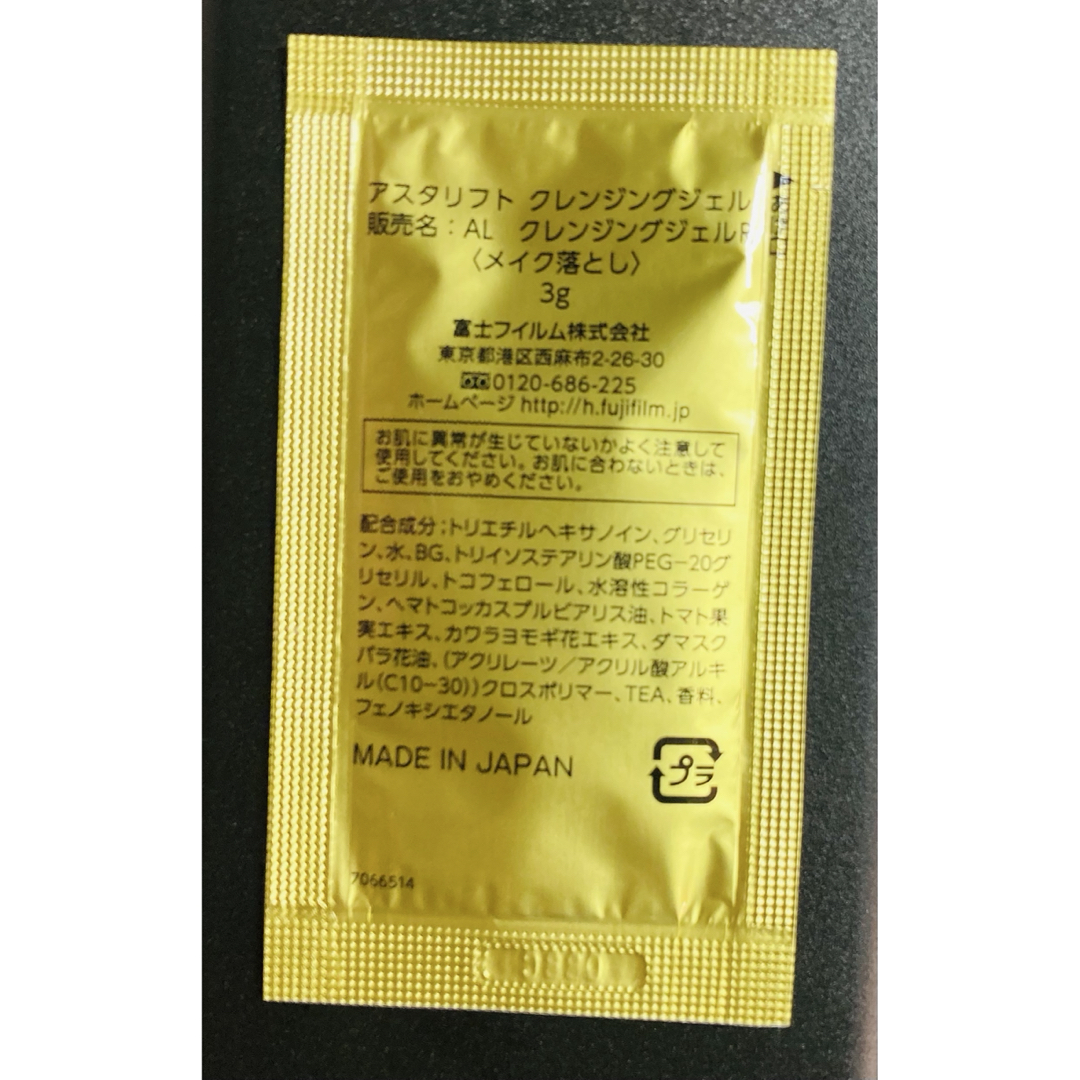 アスタリフト クレンジングジェル
販売名：AL クレンジングジェルR
〈メイク落とし〉
3g
富士フイルム株式会社
東京都港区西麻布2-26-30
0120-686-225
ホームページ http://h.fujifilm.jp
お肌に異常が生じていないかよく注意して
使用してください。お肌に合わないときは、
ご使用をおやめください。
配合成分；トリエチルヘキサノイン、グリセリ
ン、水、BG、トリイソステアリン酸PEG−20グ
リセリル、トコフェロール、水溶性コラーゲ
ン、ヘマトコッカスプルビアリス油、トマト果
実エキス、カワラヨモギ花エキス、ダマスク
バラ花油、（アクリレーツ／アクリル酸アルキ
ル（C10−30））クロスポリマー、TEA、香料、
フェノキシエタノール
MADE IN JAPAN
プラ
7066514